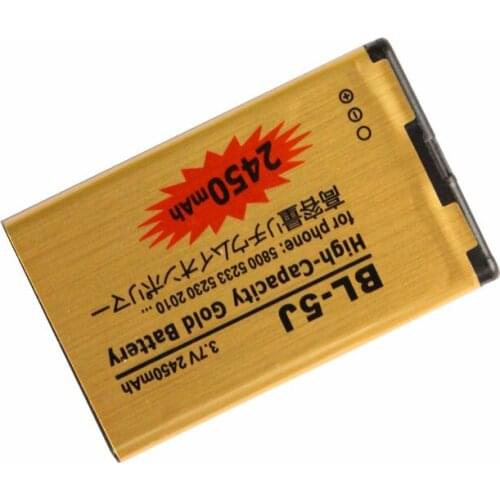 BL-5J
High-Capacity Gold Battery
3.7V 2450mAh
for phone: 5800 5233 5230 2010 ...
高容量リチウムイオンポリマー
2450mAh